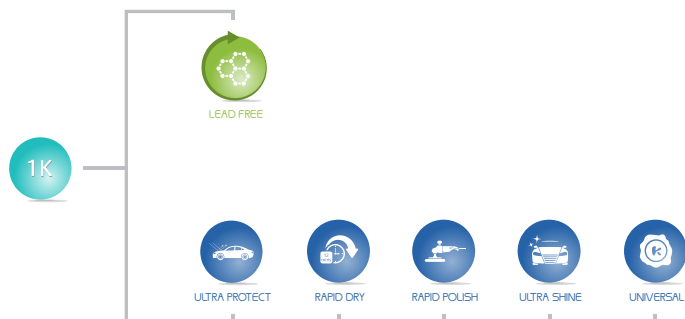 LEAD FREE
1K
ULTRA PROTECT
RAPID DRY
RAPID POLISH
ULTRA SHINE
UNIVERSAL